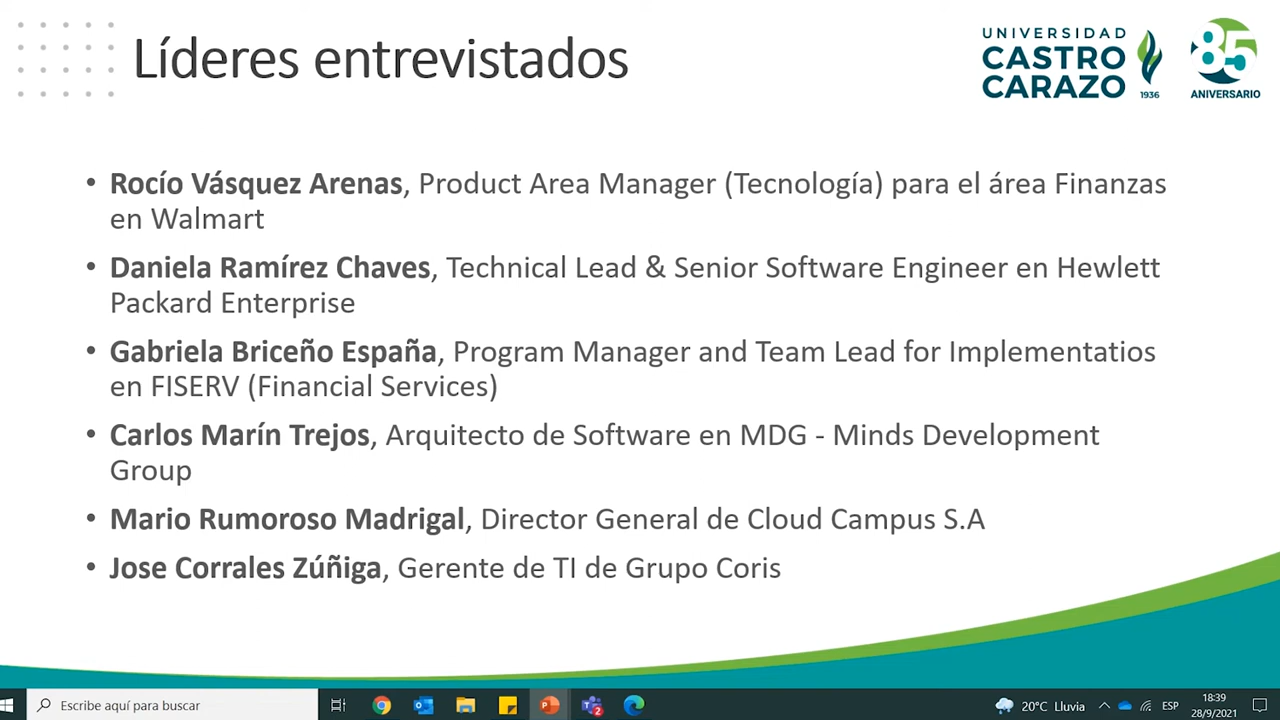 Líderes entrevistados
UNIVERSIDAD
CASTRO
CARAZO
1936
85
ANIVERSARIO
• Rocío Vásquez Arenas, Product Area Manager (Tecnología) para el área Finanzas
en Walmart
• Daniela Ramírez Chaves, Technical Lead & Senior Software Engineer en Hewlett
Packard Enterprise
• Gabriela Briceño España, Program Manager and Team Lead for Implementatios
en FISERV (Financial Services)
• Carlos Marín Trejos, Arquitecto de Software en MDG - Minds Development
Group
• Mario Rumoroso Madrigal, Director General de Cloud Campus S.A
• Jose Corrales Zúñiga, Gerente de TI de Grupo Coris
Escribe aquí para buscar
20°C Lluvia
ESP
18:39
28/9/2021